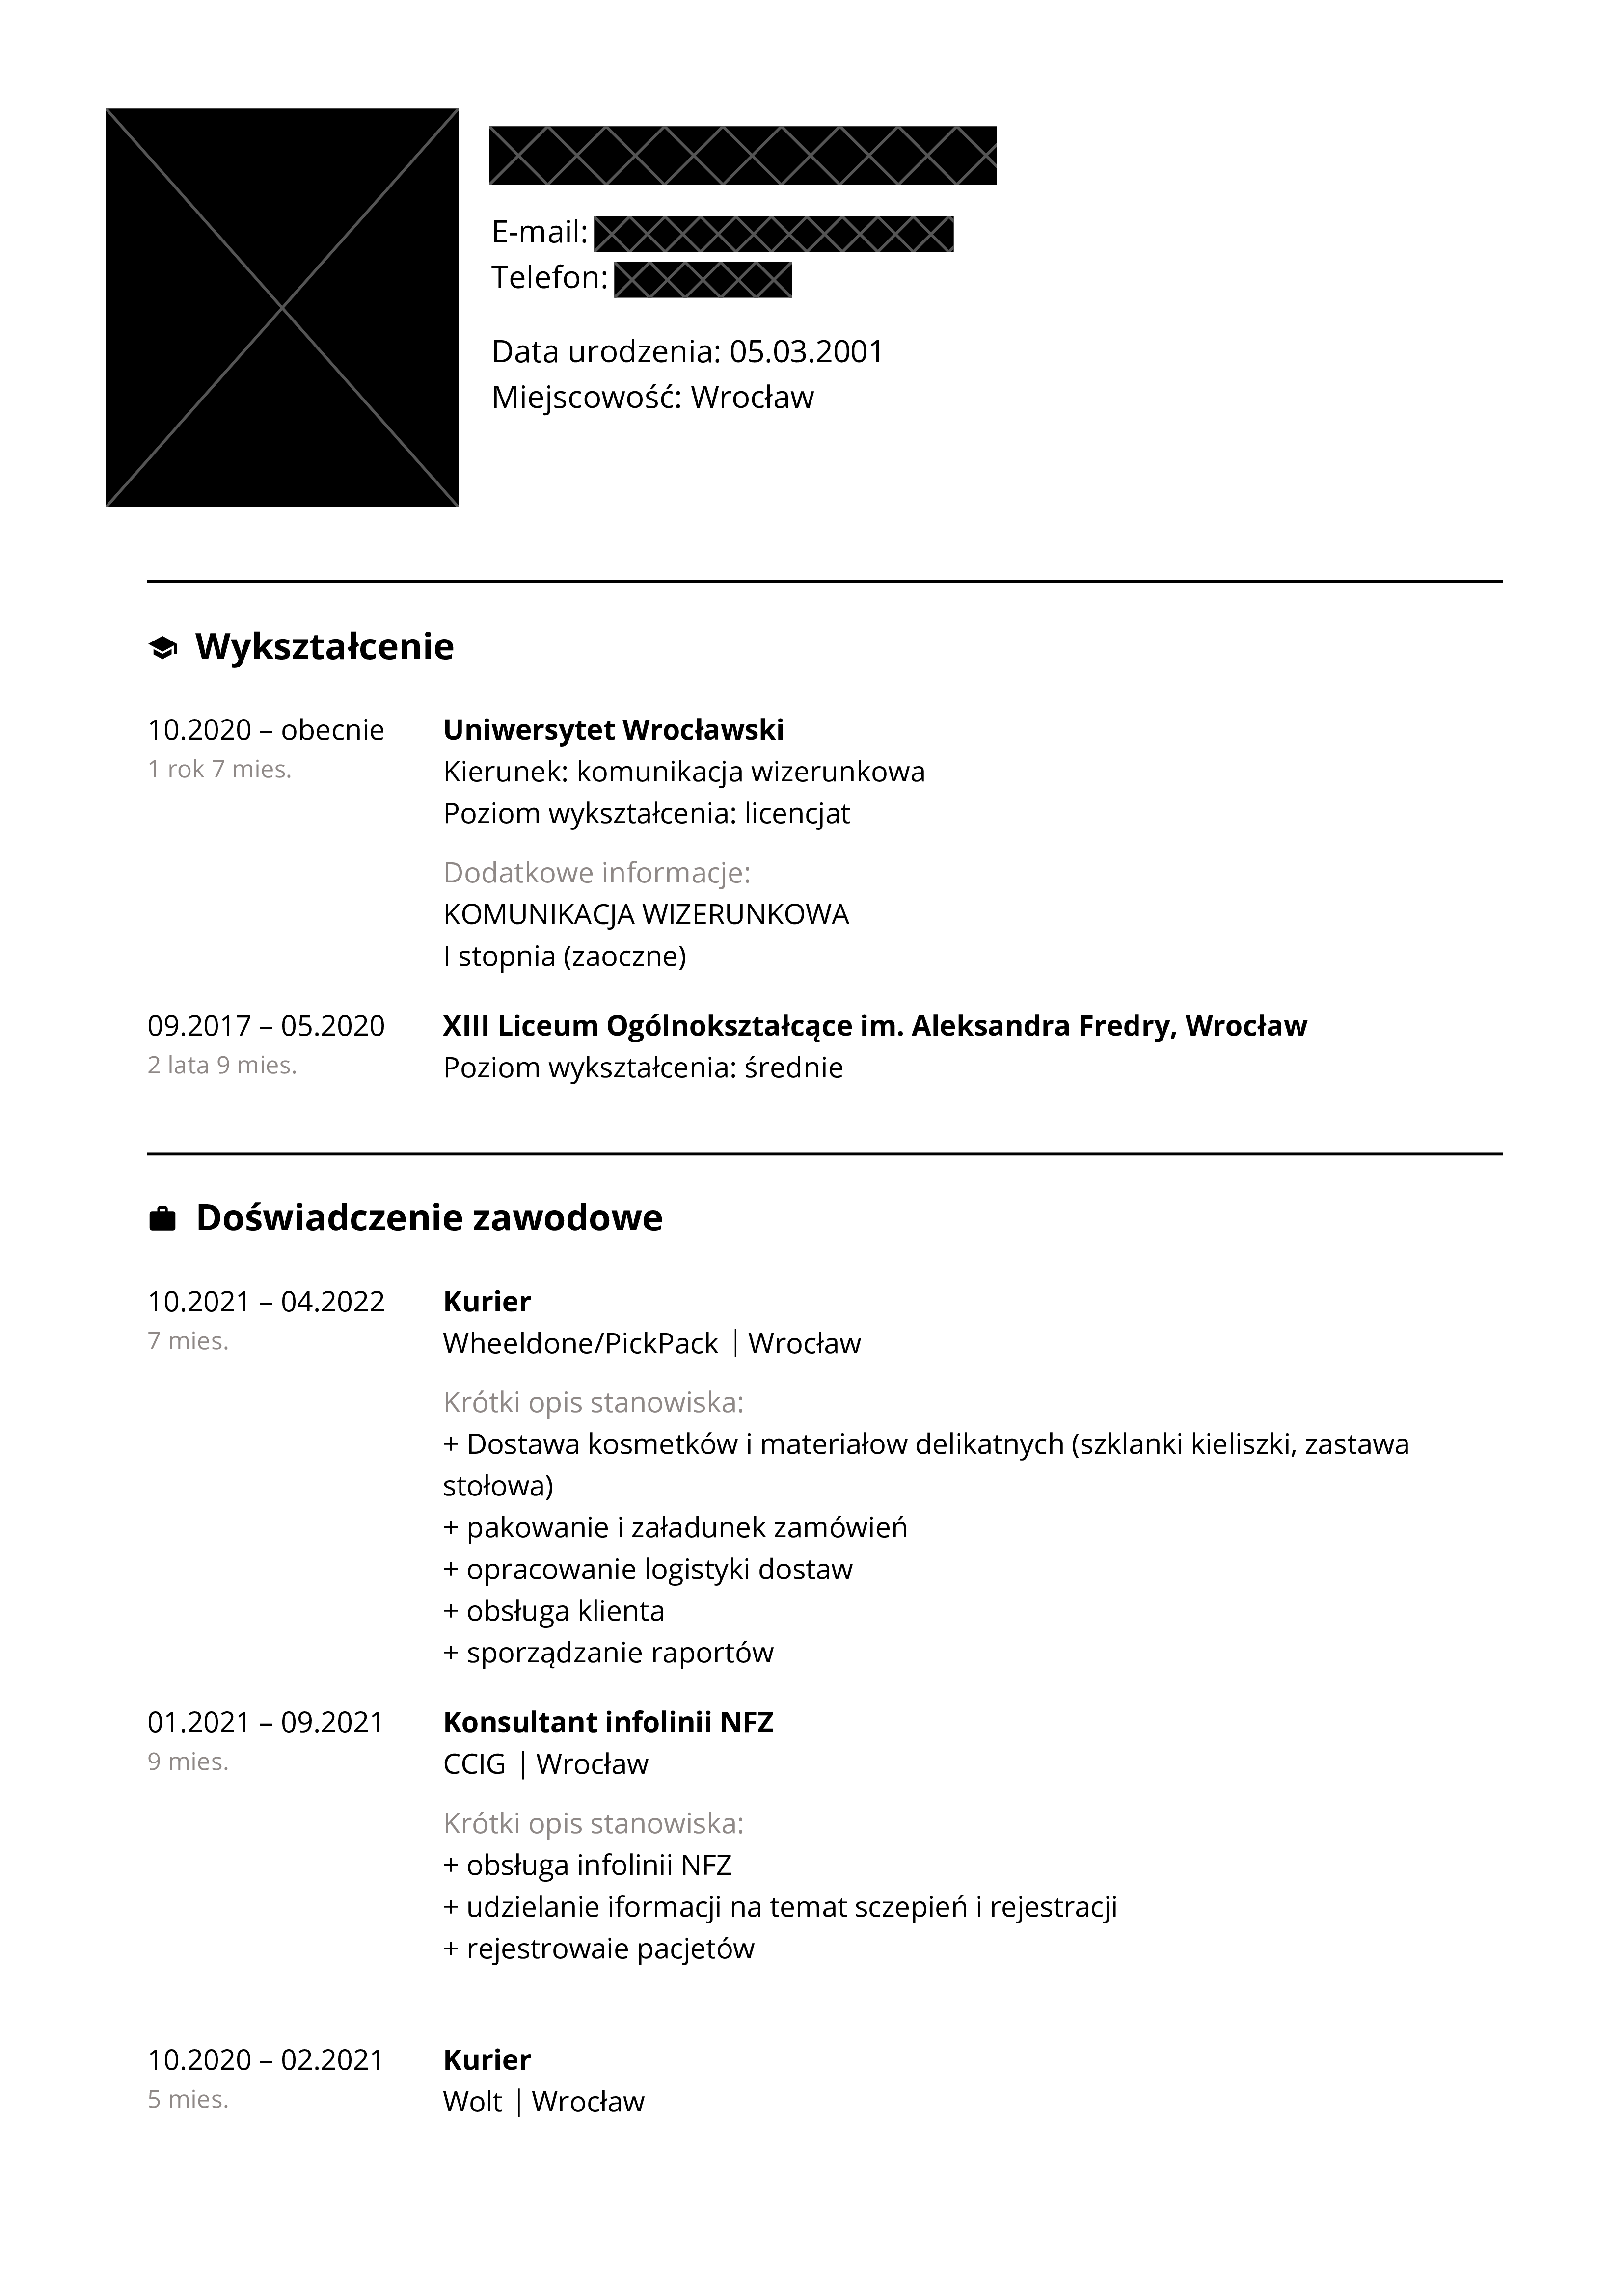 E-mail:
Telefon:
Data urodzenia: 05.03.2001
Miejscowość: Wrocław
Wykształcenie
10.2020 – obecnie
1 rok 7 mies.
Uniwersytet Wrocławski
Kierunek: komunikacja wizerunkowa
Poziom wykształcenia: licencjat
Dodatkowe informacje:
KOMUNIKACJA WIZERUNKOWA
I stopnia (zaoczne)
09.2017 – 05.2020
2 lata 9 mies.
XIII Liceum Ogólnokształcące im. Aleksandra Fredry, Wrocław
Poziom wykształcenia: średnie
Doświadczenie zawodowe
10.2021 – 04.2022
7 mies.
Kurier
Wheeldone/PickPack | Wrocław
Krótki opis stanowiska:
+ Dostawa kosmetków i materiałow delikatnych (szklanki kieliszki, zastawa
stołowa)
+ pakowanie i załadunek zamówień
+ opracowanie logistyki dostaw
+ obsługa klienta
+ sporządzanie raportów
01.2021 – 09.2021
9 mies.
Konsultant infolinii NFZ
CCIG | Wrocław
Krótki opis stanowiska:
+ obsługa infolinii NFZ
+ udzielanie iformacji na temat sczepień i rejestracji
+ rejestrowaie pacjetów
10.2020 – 02.2021
5 mies.
Kurier
Wolt | Wrocław